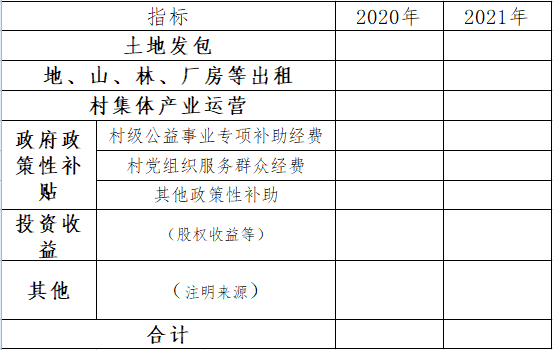 指标 2020年 2021年
土地发包
地、山、林、厂房等出租
村集体产业运营
政府政
策性补
贴
村级公益事业专项补助经费
村党组织服务群众经费
其他政策性补助
投资收
益
（股权收益等）
其他
（注明来源）
合计